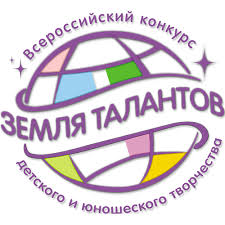 Всероссийский конкурс
ЗЕМЛЯ ТАЛАНТОВ
детского и юношеского творчества